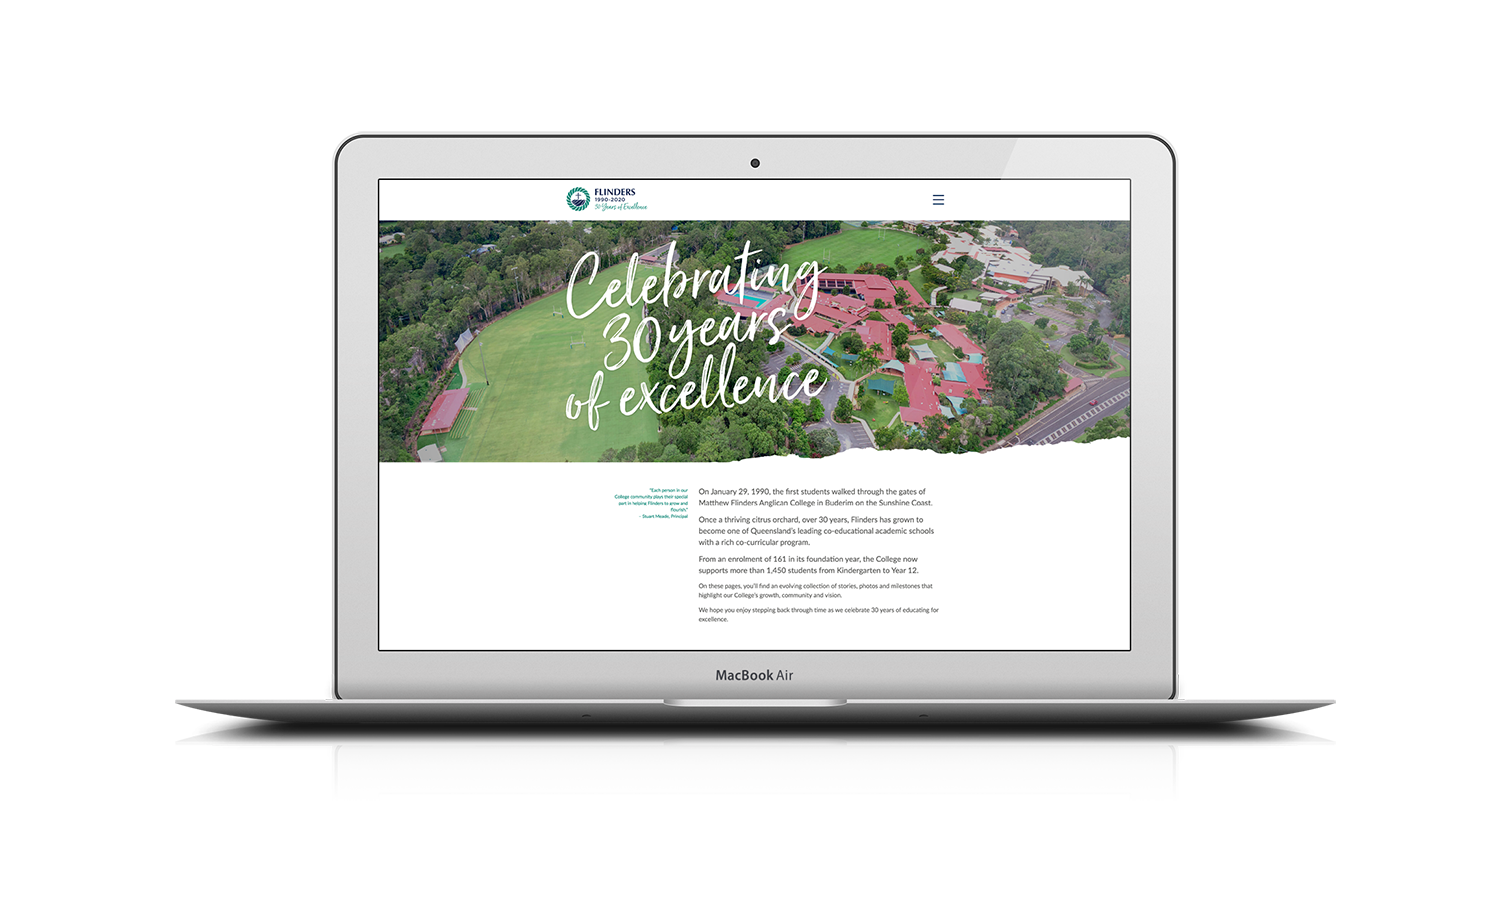 FLINDERS
1990-2020
30 Years of Excellence
Celebrating
30 years
of excellence
"Each person in our
College community plays their special
part in helping Flinders to grow and
flourish."
– Stuart Meade, Principal
On January 29, 1990, the first students walked through the gates of
Matthew Flinders Anglican College in Buderim on the Sunshine Coast.
Once a thriving citrus orchard, over 30 years, Flinders has grown to
become one of Queensland's leading co-educational academic schools
with a rich co-curricular program.
From an enrolment of 161 in its foundation year, the College now
supports more than 1,450 students from Kindergarten to Year 12.
On these pages, you'll find an evolving collection of stories, photos and milestones that
highlight our College's growth, community and vision.
We hope you enjoy stepping back through time as we celebrate 30 years of educating for
excellence.
MacBook Air